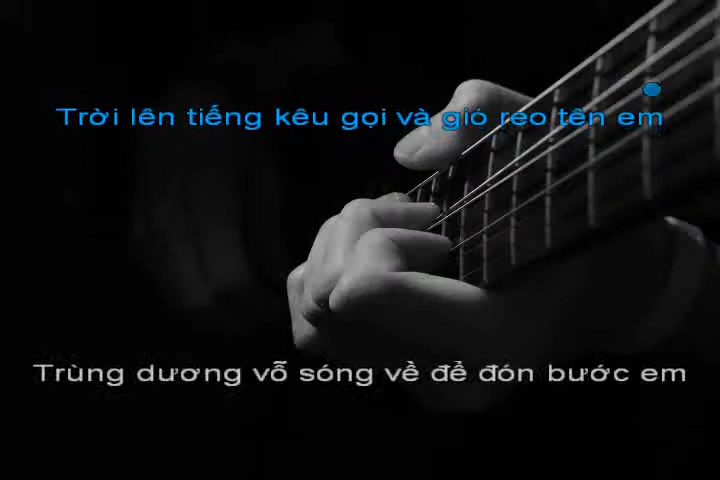 Trời lên tiếng kêu gọi và gió reo tên em
Trùng dương vỗ sóng về để đón bước em